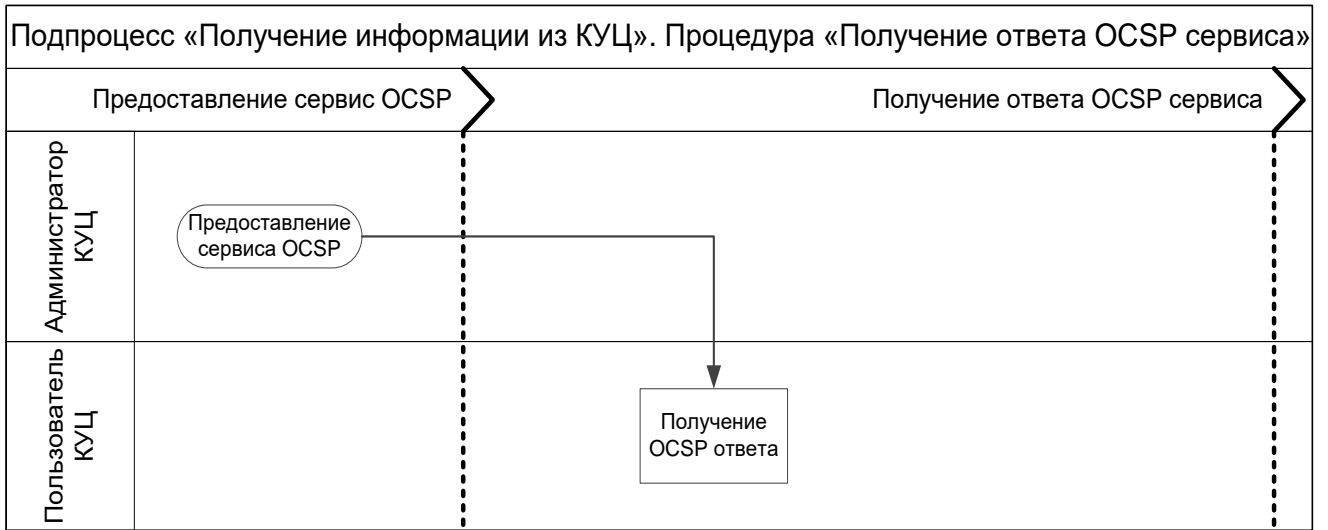 Подпроцесс «Получение информации из КУЦ». Процедура «Получение ответа OCSP сервиса»
Предоставление сервис OCSP
Получение ответа OCSP сервиса
Администратор
КУЦ
Предоставление
сервиса OCSP
Пользователь
КУЦ
Получение
OCSP ответа